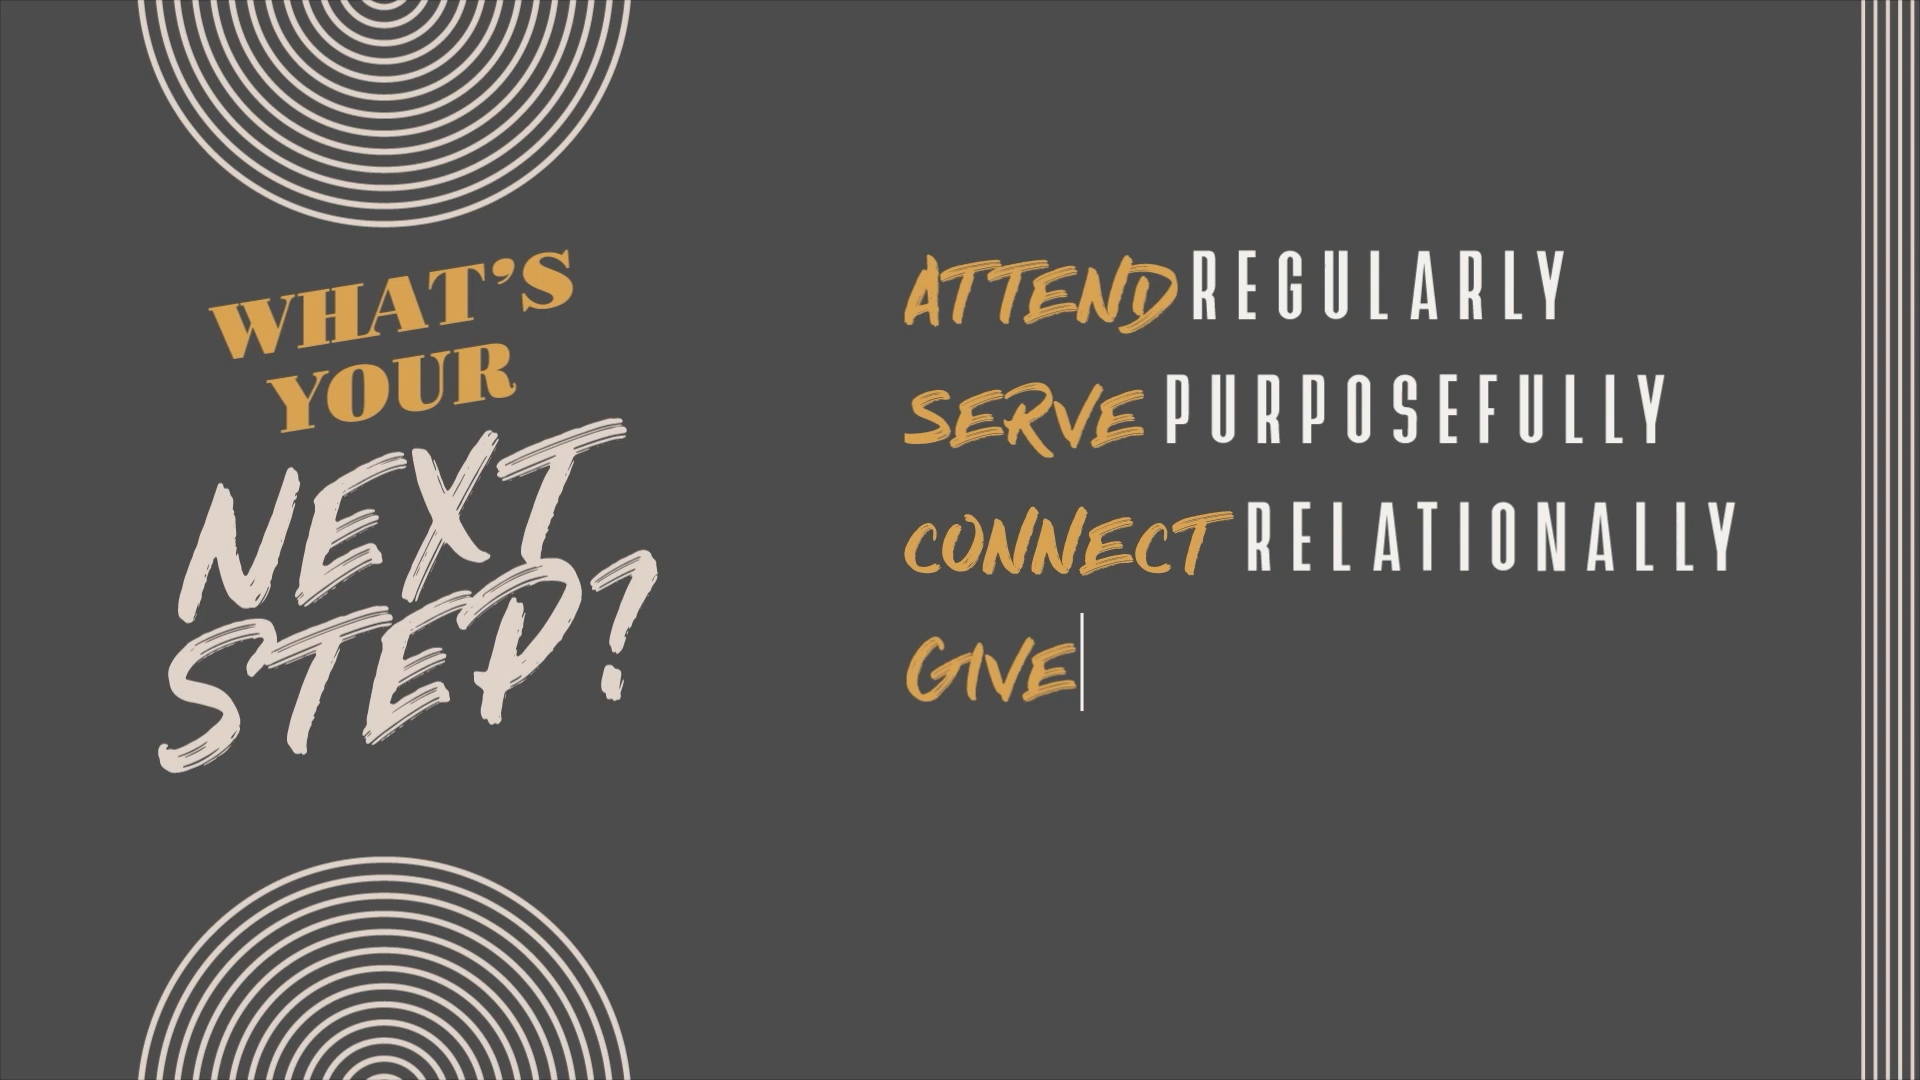 WHAT'S
YOUR
NEXT
STEP?
ATTEND REGULARLY
SERVE PURPOSEFULLY
CONNECT RELATIONALLY
GIVE